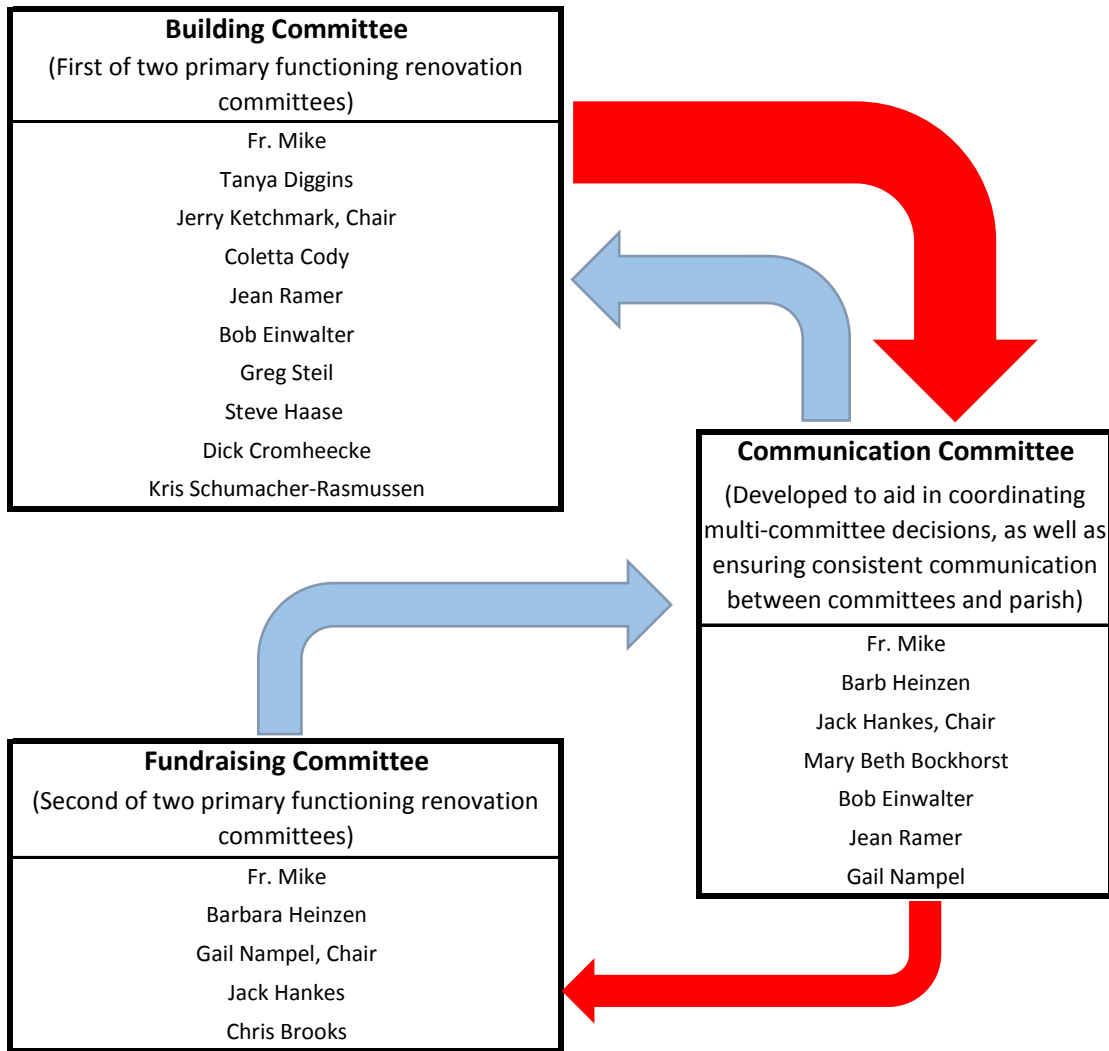 Building Committee
(First of two primary functioning renovation
committees)
Fr. Mike
Tanya Diggins
Jerry Ketchmark, Chair
Coletta Cody
Jean Ramer
Bob Einwalter
Greg Steil
Steve Haase
Dick Cromheecke
Kris Schumacher-Rasmussen
Communication Committee
(Developed to aid in coordinating
multi-committee decisions, as well as
ensuring consistent communication
between committees and parish)
Fr. Mike
Barb Heinzen
Jack Hankes, Chair
Mary Beth Bockhorst
Bob Einwalter
Jean Ramer
Gail Nampel
Fundraising Committee
(Second of two primary functioning renovation
committees)
Fr. Mike
Barbara Heinzen
Gail Nampel, Chair
Jack Hankes
Chris Brooks